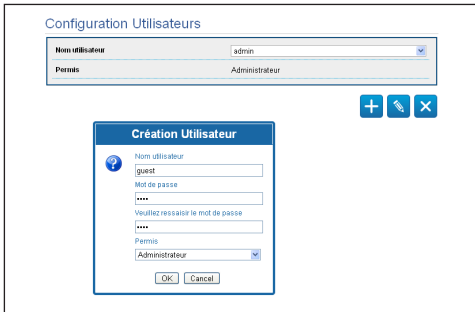 Configuration Utilisateurs
Nom utilisateur admin
Permis Administrateur
Création Utilisateur
Nom utilisateur
guest
Mot de passe
••••
Veuillez ressaisir le mot de passe
••••
Permis
Administrateur
OK Cancel